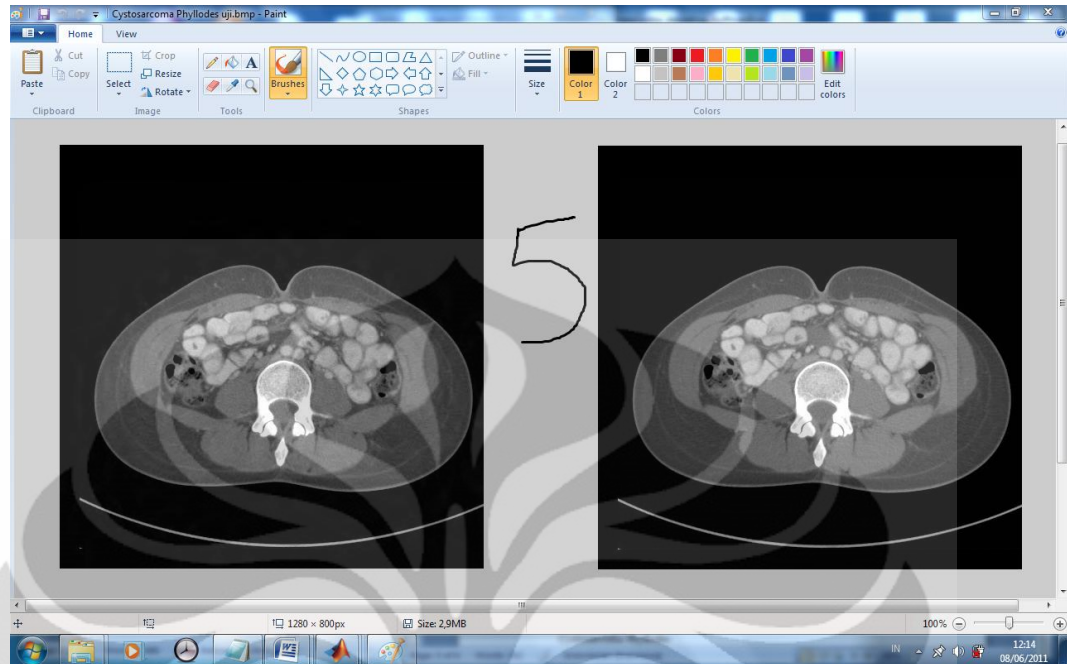 Cystosarcoma Phyllodes uji.bmp - Paint
Home View
Paste
Cut
Copy
Clipboard
Select
Crop
Resize
Rotate
Image
A
Tools
Brushes
Shapes
Outline
Fill
Size
Color 1
Color 2
Edit colors
Colors
5
1280 × 800px
Size: 2,9MB
100%
IN
12:14
08/06/2011